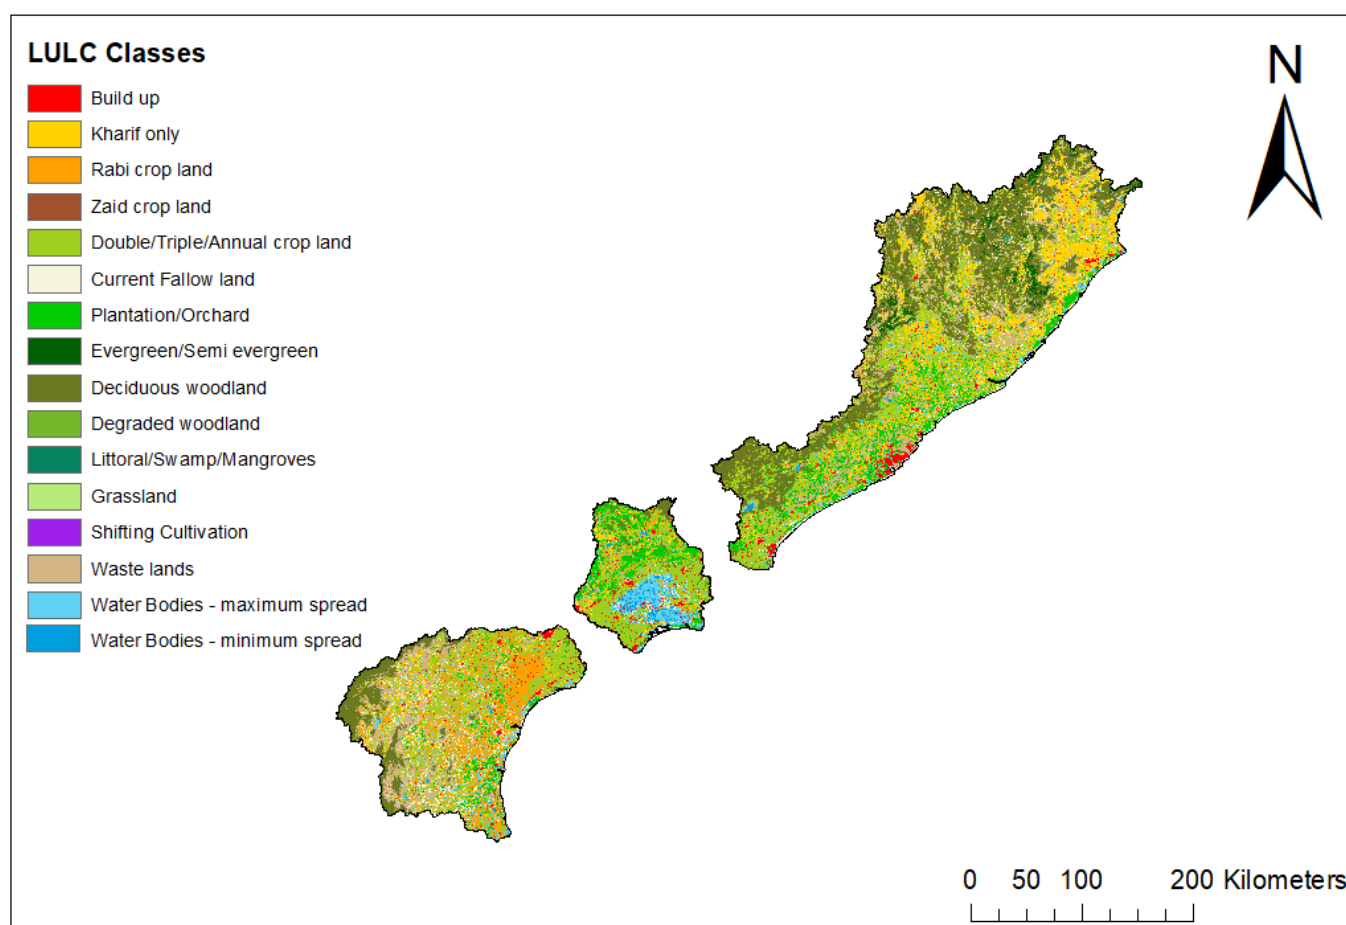 LULC Classes
Build up
Kharif only
Rabi crop land
Zaid crop land
Double/Triple/Annual crop land
Current Fallow land
Plantation/Orchard
Evergreen/Semi evergreen
Deciduous woodland
Degraded woodland
Littoral/Swamp/Mangroves
Grassland
Shifting Cultivation
Waste lands
Water Bodies - maximum spread
Water Bodies - minimum spread
N
0 50 100 200 Kilometers